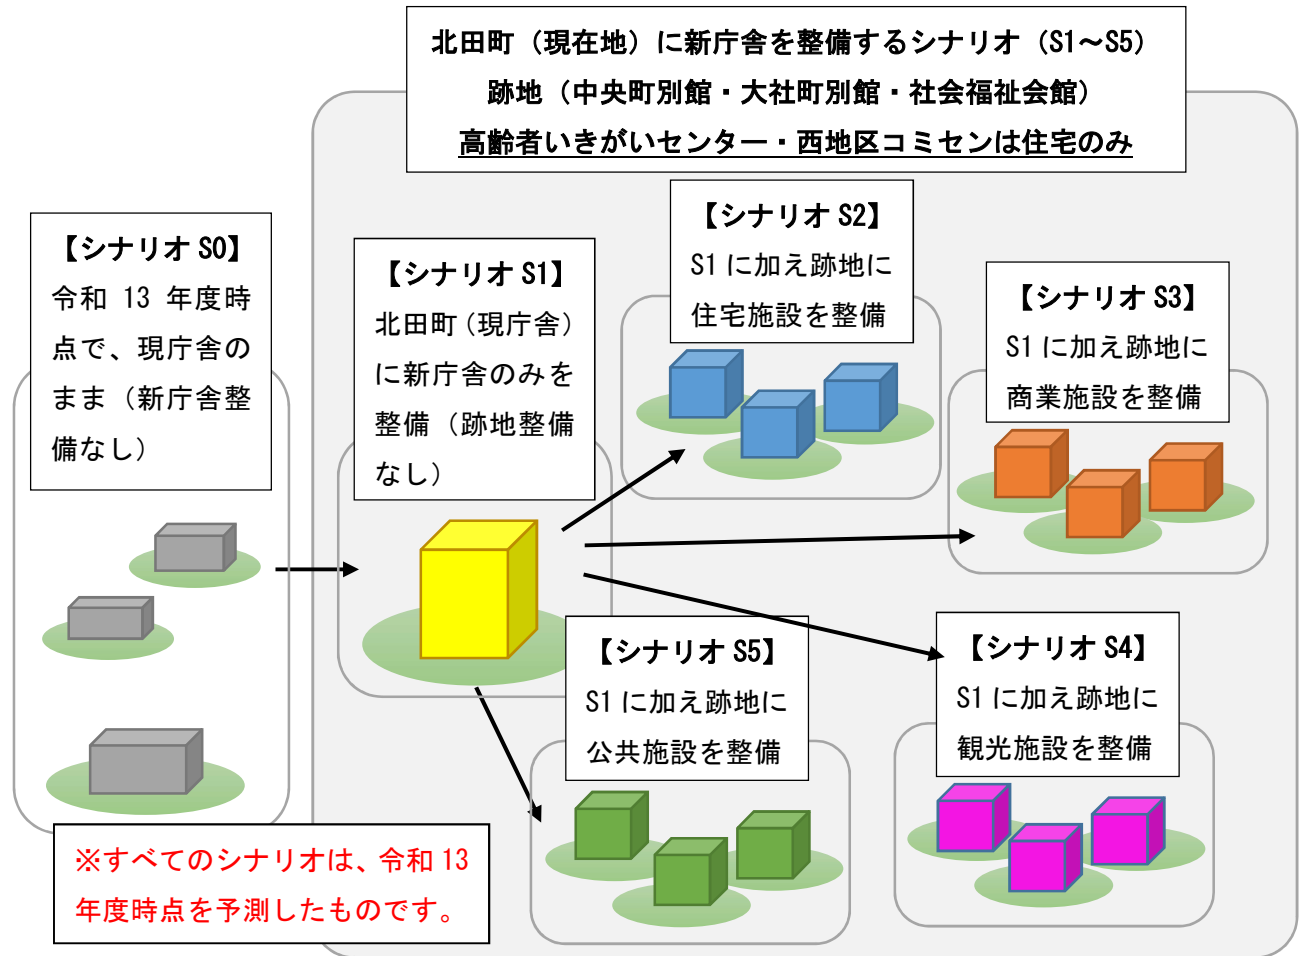 北田町（現在地）に新庁舎を整備するシナリオ（S1～S5）
跡地（中央町別館・大社町別館・社会福祉会館）
高齢者いきがいセンター・西地区コミセンは住宅のみ
【シナリオ S0】
令和 13 年度時
点で、現庁舎の
まま（新庁舎整
備なし）
【シナリオ S1】
北田町（現庁舎）
に新庁舎のみを
整備（跡地整備
なし）
【シナリオ S2】
S1 に加え跡地に
住宅施設を整備
【シナリオ S3】
S1 に加え跡地に
商業施設を整備
【シナリオ S5】
S1 に加え跡地に
公共施設を整備
【シナリオ S4】
S1 に加え跡地に
観光施設を整備
※すべてのシナリオは、令和 13
年度時点を予測したものです。